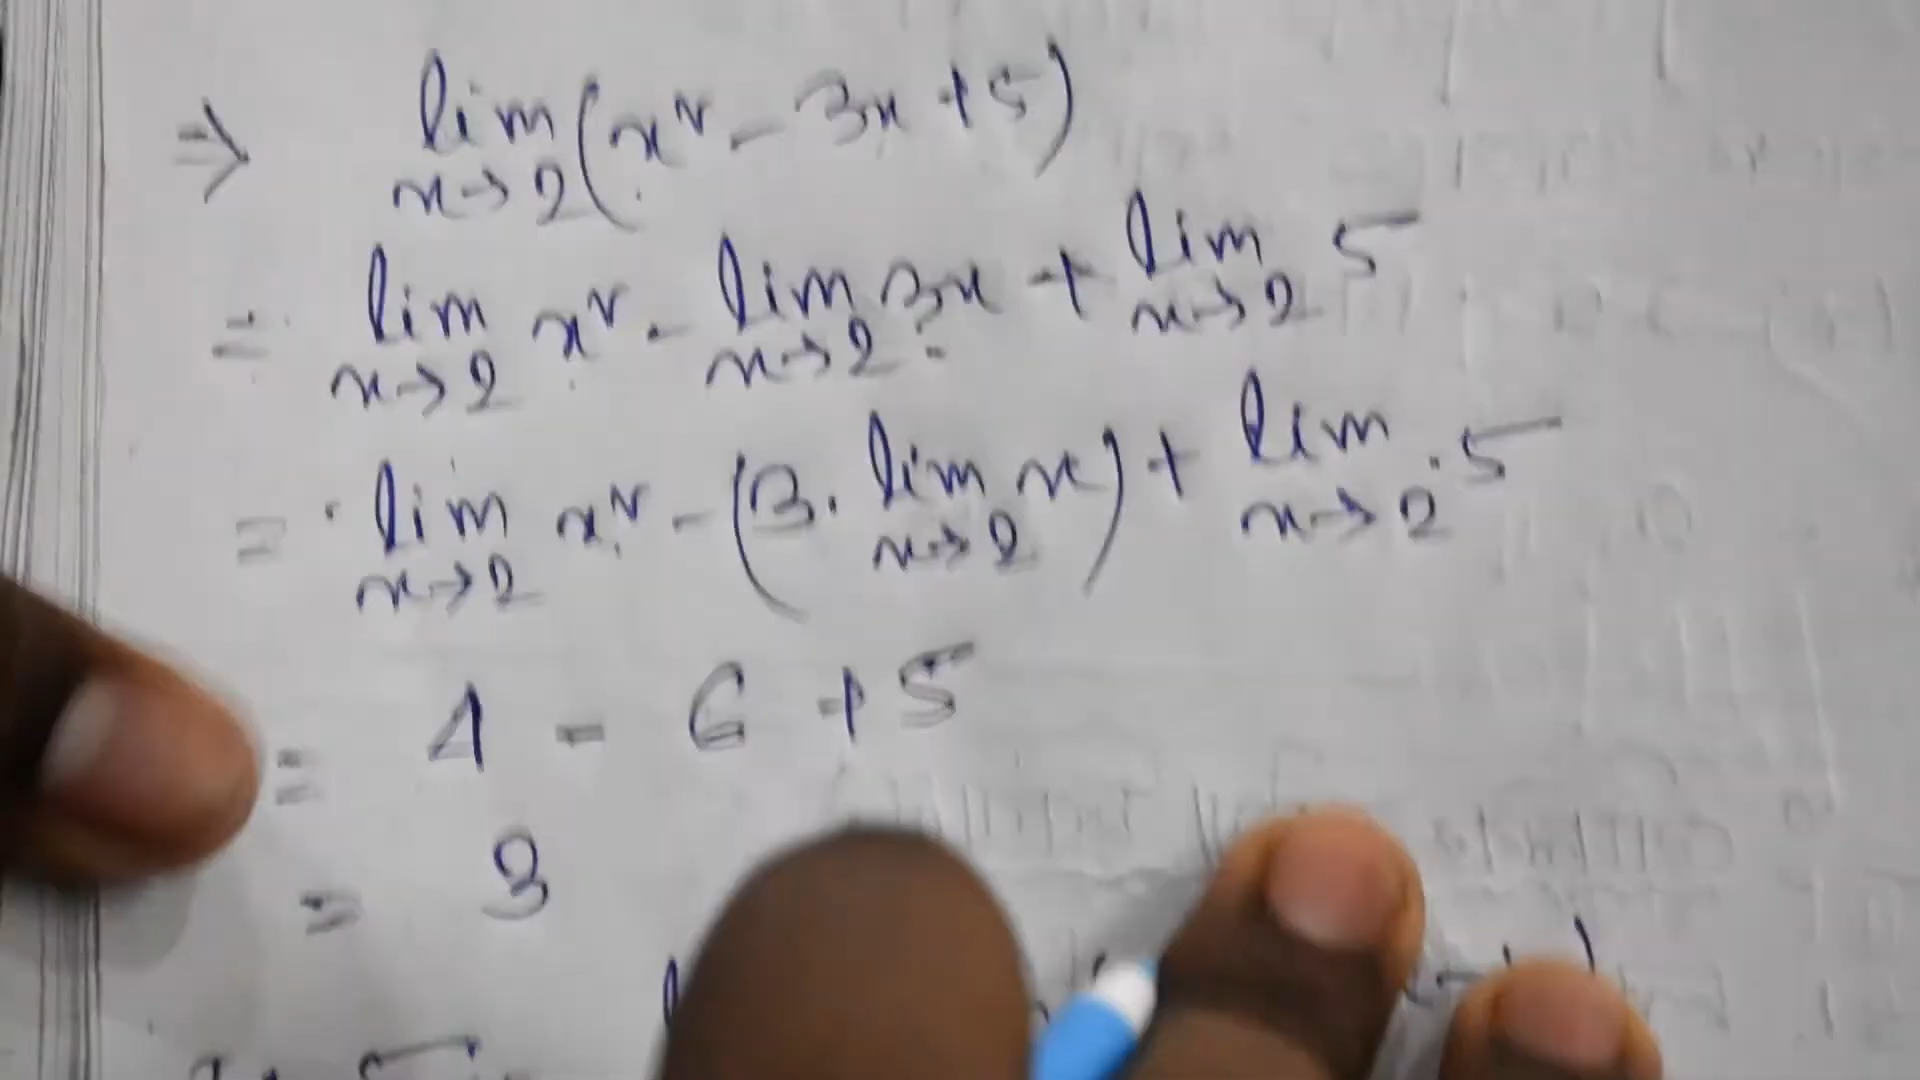 ⇒ lim x→2 (x² - 3x + 5)
= lim x→2 x² - lim x→2 3x + lim x→2 5
= lim x→2 x² - (3. lim x→2 x) + lim x→2 5
= 4 - 6 + 5
= 3